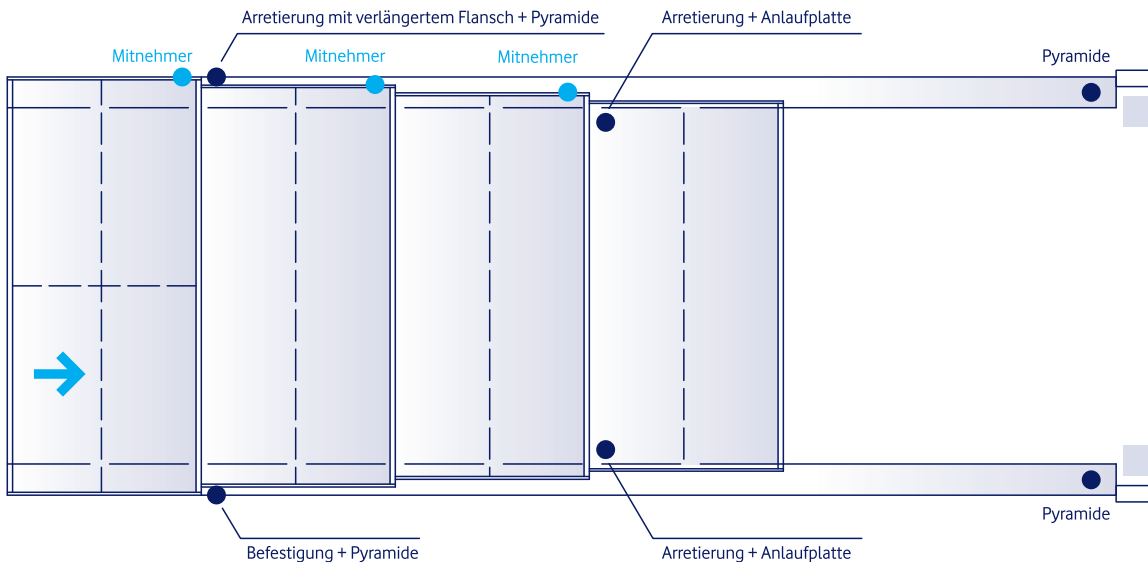 Arretierung mit verlängertem Flansch + Pyramide
Arretierung + Anlaufplatte
Mitnehmer
Mitnehmer
Mitnehmer
Pyramide
Pyramide
Befestigung + Pyramide
Arretierung + Anlaufplatte